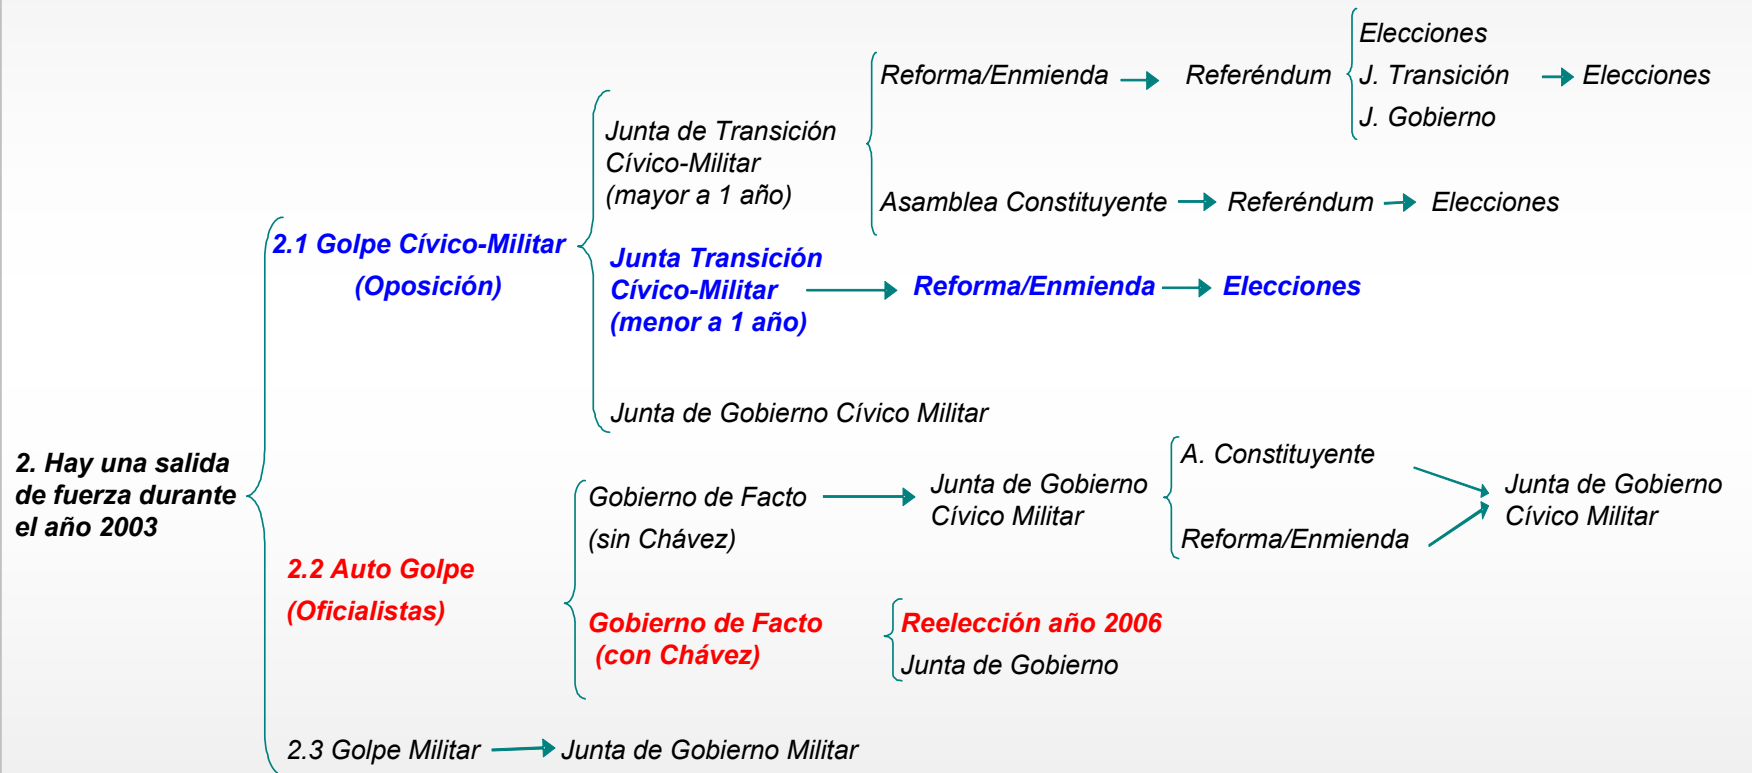 2. Hay una salida
de fuerza durante
el año 2003
2.1 Golpe Cívico-Militar
(Oposición)
Junta de Transición
Cívico-Militar
(mayor a 1 año)
Reforma/Enmienda
Referéndum
Elecciones
J. Transición
J. Gobierno
Elecciones
Asamblea Constituyente
Referéndum
Elecciones
Junta Transición
Cívico-Militar
(menor a 1 año)
Reforma/Enmienda
Elecciones
Junta de Gobierno Cívico Militar
2.2 Auto Golpe
(Oficialistas)
Gobierno de Facto
(sin Chávez)
Junta de Gobierno
Cívico Militar
A. Constituyente
Reforma/Enmienda
Junta de Gobierno
Cívico Militar
Gobierno de Facto
(con Chávez)
Reelección año 2006
Junta de Gobierno
2.3 Golpe Militar
Junta de Gobierno Militar